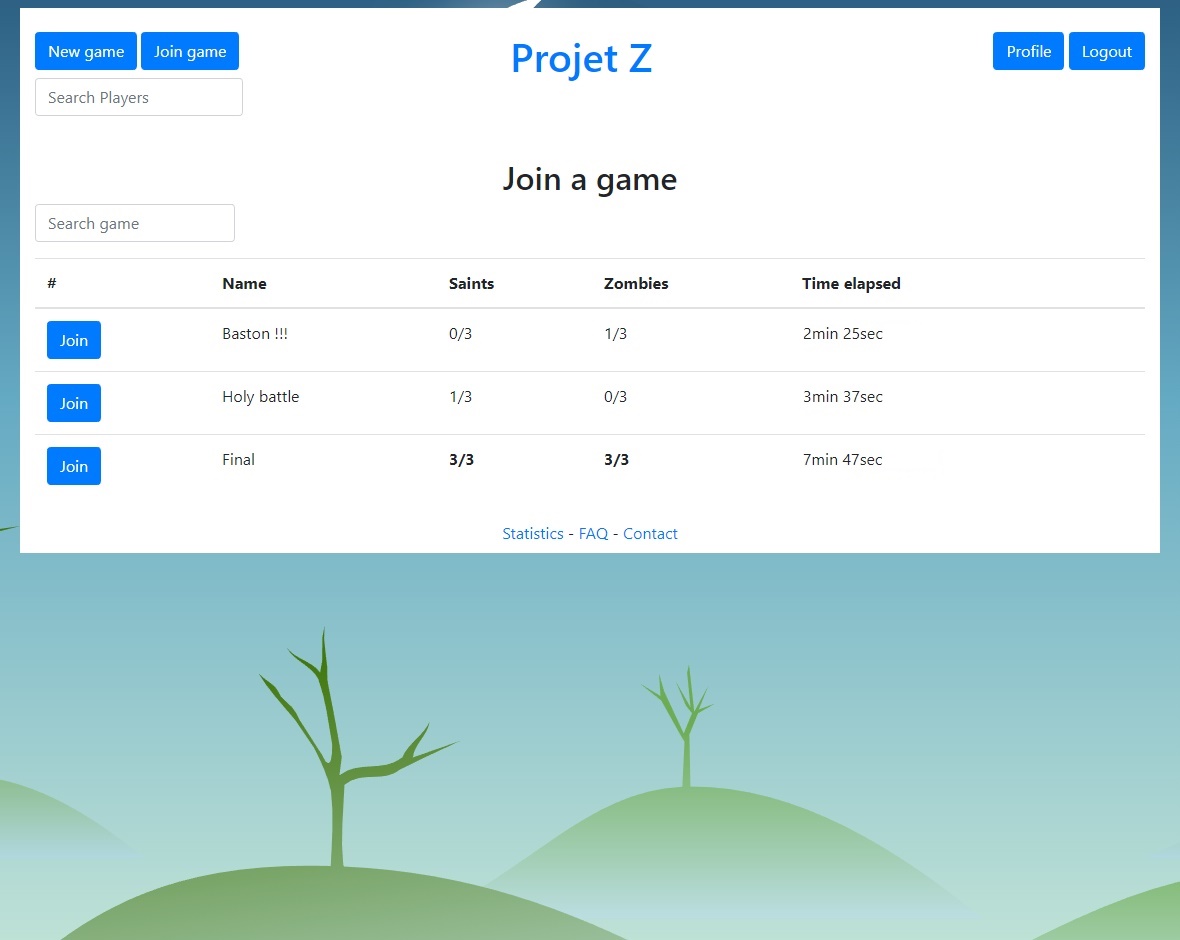 New game Join game Projet Z Profile Logout
Search Players
Join a game
Search game
# Name Saints Zombies Time elapsed
Join Baston !!! 0/3 1/3 2min 25sec
Join Holy battle 1/3 0/3 3min 37sec
Join Final 3/3 3/3 7min 47sec
Statistics - FAQ - Contact